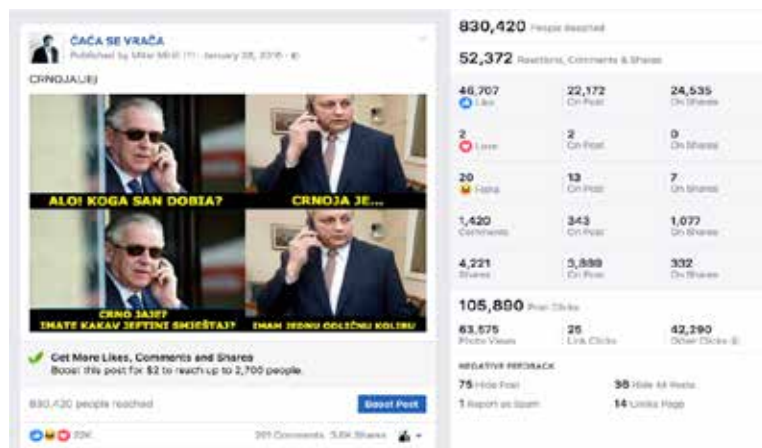 ČAĆA SE VRAĆA
Published by
January 28, 2016
CRNOJAIJEJ
ALO! KOGA SAN DOBIA?
CRNOJA JE...
CRNO JAJE?
IMATE KAKAV JEFTINI SMJEŠTAJ?
IMAM JEDNU ODLIČNU KOLIBU
Get More Likes, Comments and Shares
Boost this post for $2 to reach up to 2,700 people.
830,420 people reached
Boost Post
22K
391 Comments 3.8K Shares
830,420 People Reached
52,372 Reactions, Comments & Shares
46,707 22,172 24,535
Like On Post On Shares
2 2 0
Love On Post On Shares
20 13 7
Haha On Post On Shares
1,420 343 1,077
Comments On Post On Shares
4,221 3,889 332
Shares On Post On Shares
105,890 Post Clicks
63,575 25 42,290
Photo Views Link Clicks Other Clicks
NEGATIVE FEEDBACK
75 Hide Post 36 Hide All Posts
1 Report as Spam 14 Unlike Page